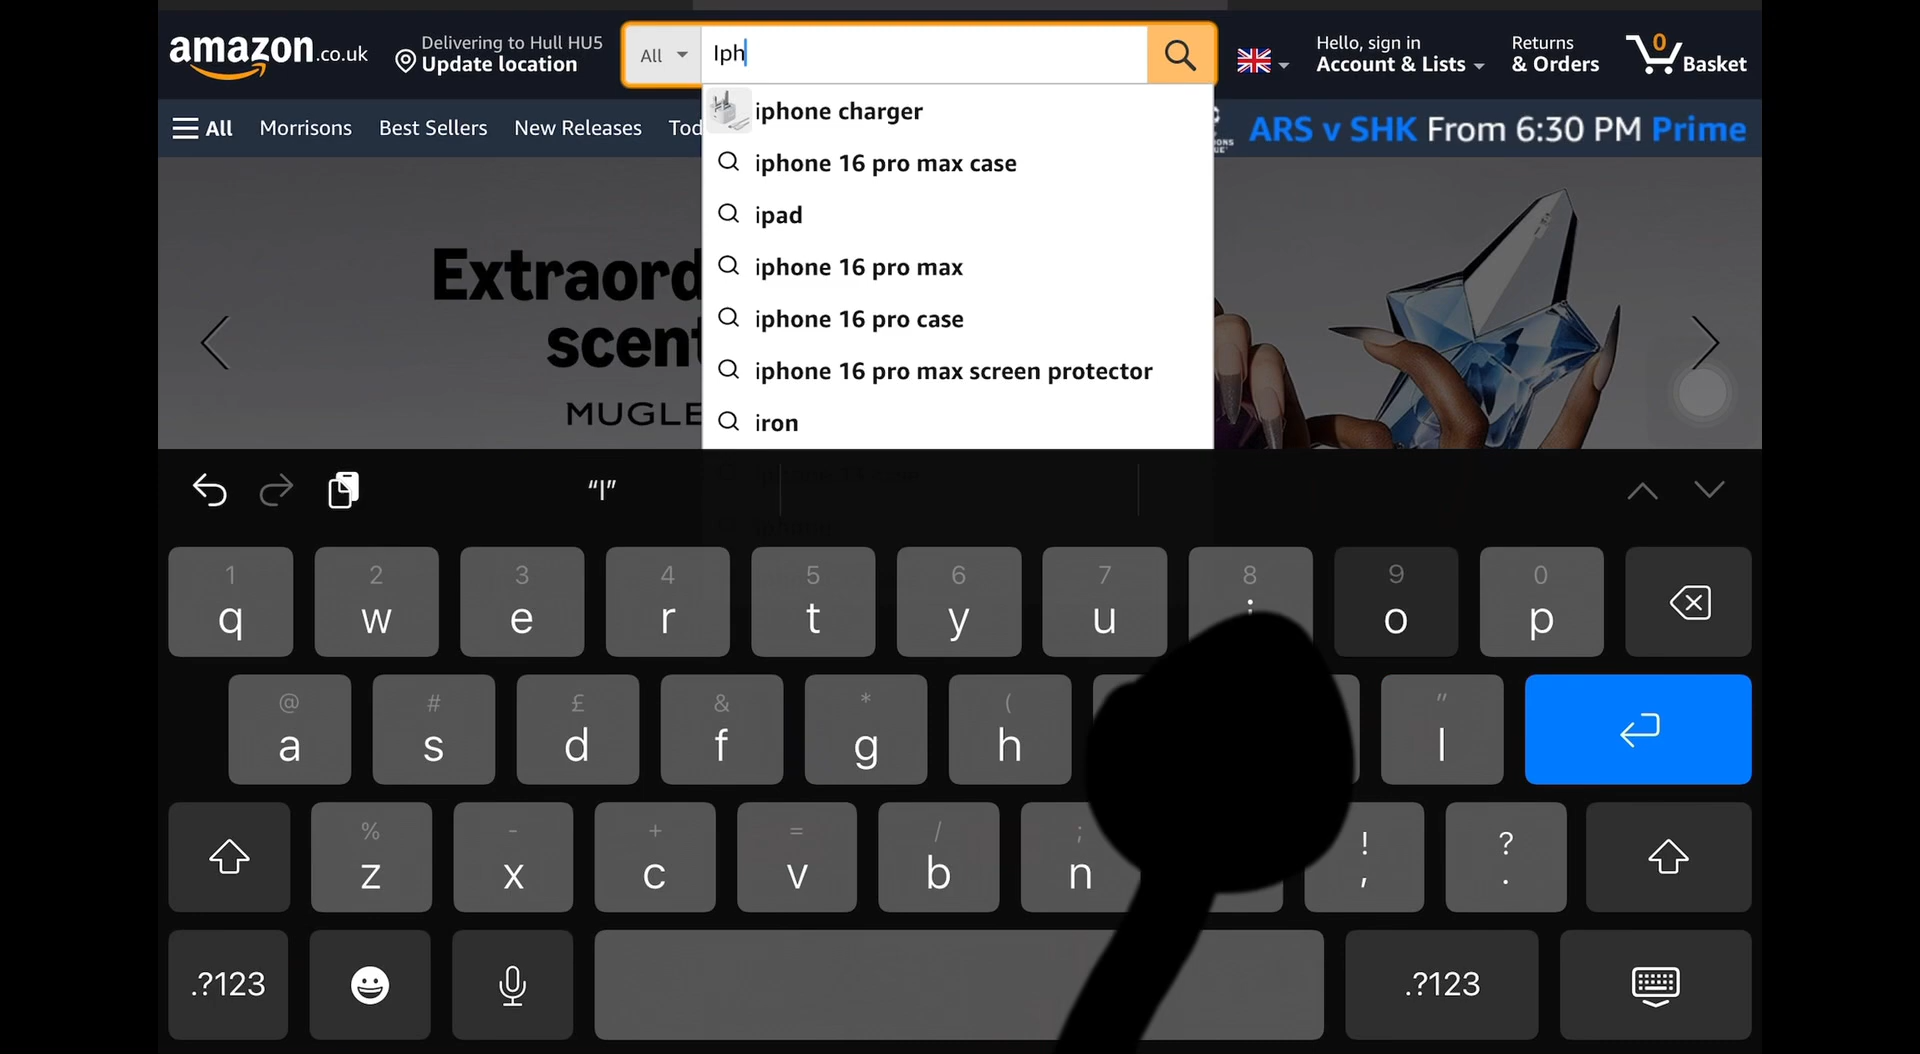 amazon.co.uk
Delivering to Hull HU5
Update location
All
Iph
Hello, sign in
Account & Lists
Returns
& Orders
0
Basket
All
Morrisons
Best Sellers
New Releases
Tod
ARS v SHK From 6:30 PM Prime
iphone charger
iphone 16 pro max case
ipad
iphone 16 pro max
iphone 16 pro case
iphone 16 pro max screen protector
iron
Extraord
scent
MUGLE
“I”
iphone
1 2 3 4 5 6 7 8 9 0
q w e r t y u i o p
@ # £ & * ( "
a s d f g h l
% - + = / ; ! ?
z x c v b n , .
.?123
.?123